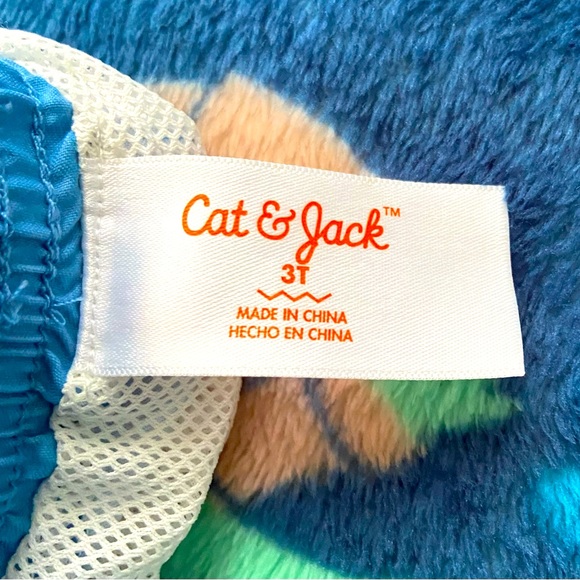 Cat & Jack™
3T
MADE IN CHINA
HECHO EN CHINA